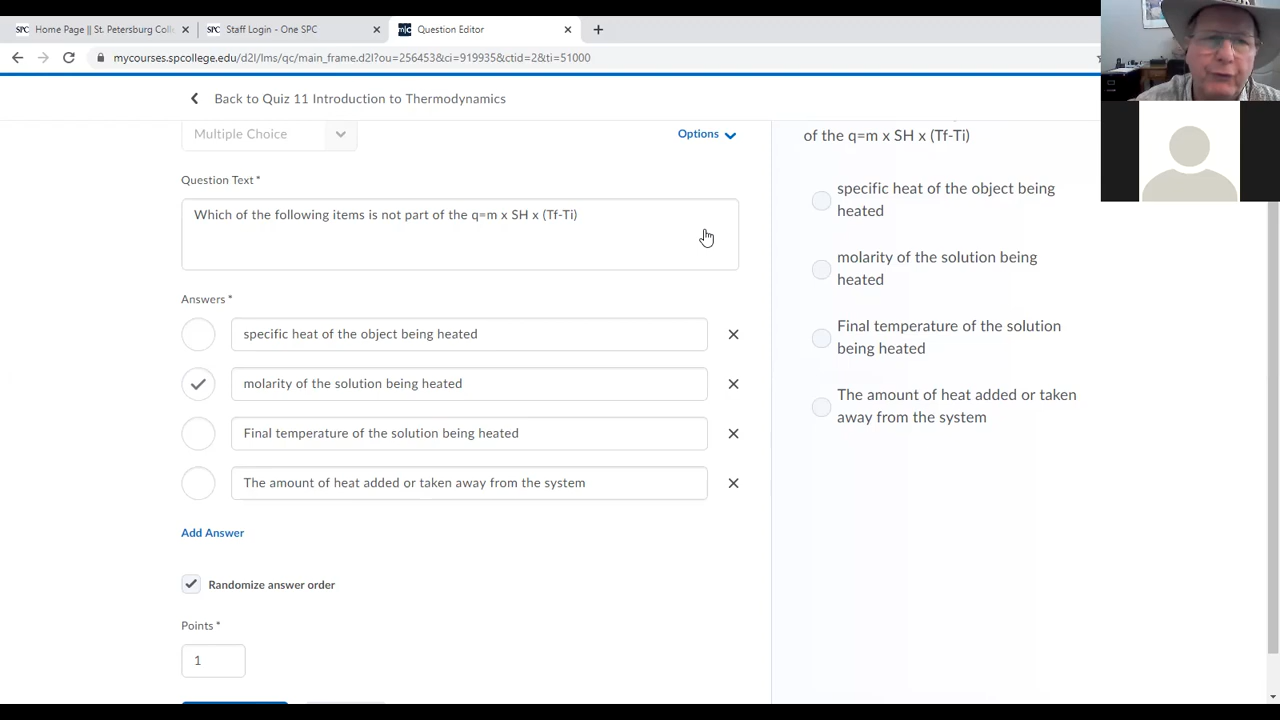 SPC Home Page || St. Petersburg Coll
SPC Staff Login - One SPC
Question Editor
mycourses.spcollege.edu/d2l/lms/qc/main_frame.d2l?ou=256453&ci=919935&ctid=2&ti=51000
Back to Quiz 11 Introduction to Thermodynamics
Multiple Choice
Options
Question Text *
Which of the following items is not part of the q=m x SH x (Tf-Ti)
Answers *
specific heat of the object being heated
molarity of the solution being heated
Final temperature of the solution being heated
The amount of heat added or taken away from the system
Add Answer
Randomize answer order
Points *
1
of the q=m x SH x (Tf-Ti)
specific heat of the object being
heated
molarity of the solution being
heated
Final temperature of the solution
being heated
The amount of heat added or taken
away from the system